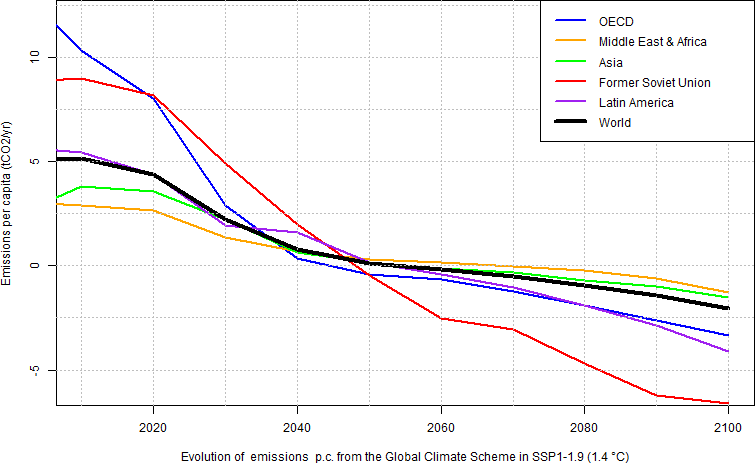 OECD
Middle East & Africa
Asia
Former Soviet Union
Latin America
World
Emissions per capita (tCO2/yr)
10
5
0
-5
2020 2040 2060 2080 2100
Evolution of emissions p.c. from the Global Climate Scheme in SSP1-1.9 (1.4 °C)